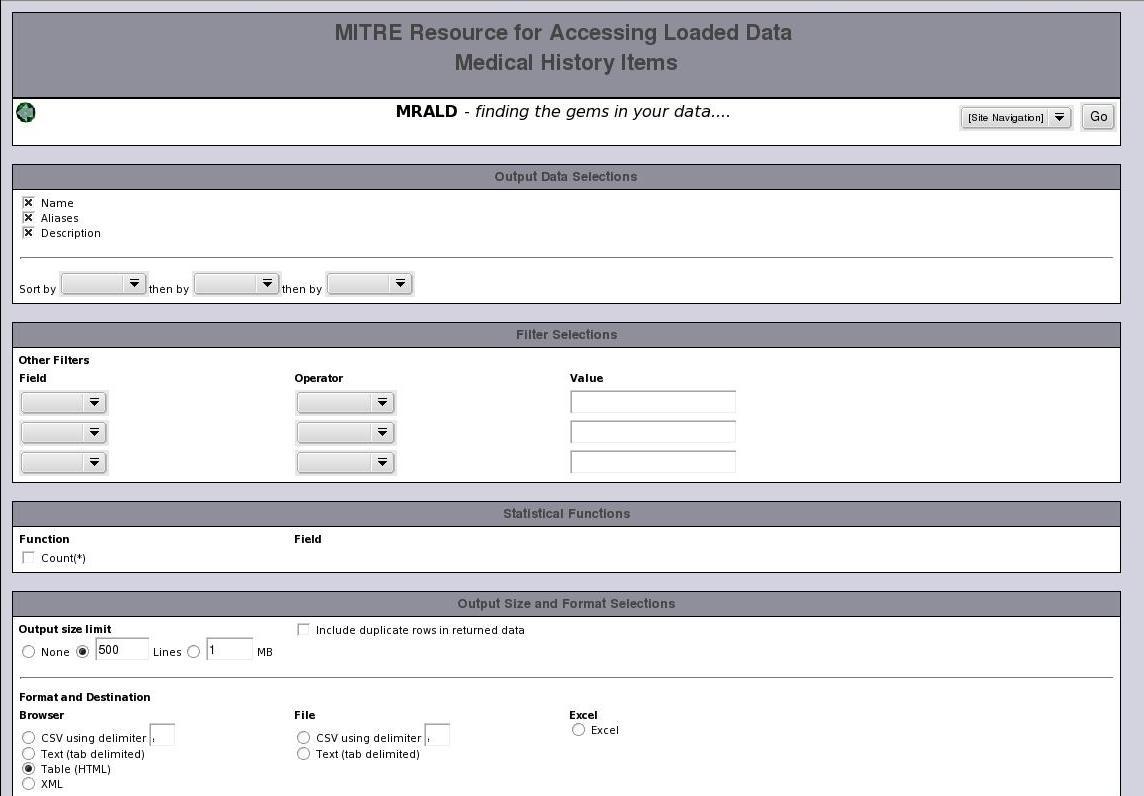 MITRE Resource for Accessing Loaded Data
Medical History Items
MRALD - finding the gems in your data....
[Site Navigation]
Go
Output Data Selections
Name
Aliases
Description
Sort by then by then by
Filter Selections
Other Filters
Field Operator Value
Statistical Functions
Function Field
Count(*)
Output Size and Format Selections
Output size limit
Include duplicate rows in returned data
None 500 Lines 1 MB
Format and Destination
Browser File Excel
CSV using delimiter , CSV using delimiter , Excel
Text (tab delimited) Text (tab delimited)
Table (HTML)
XML